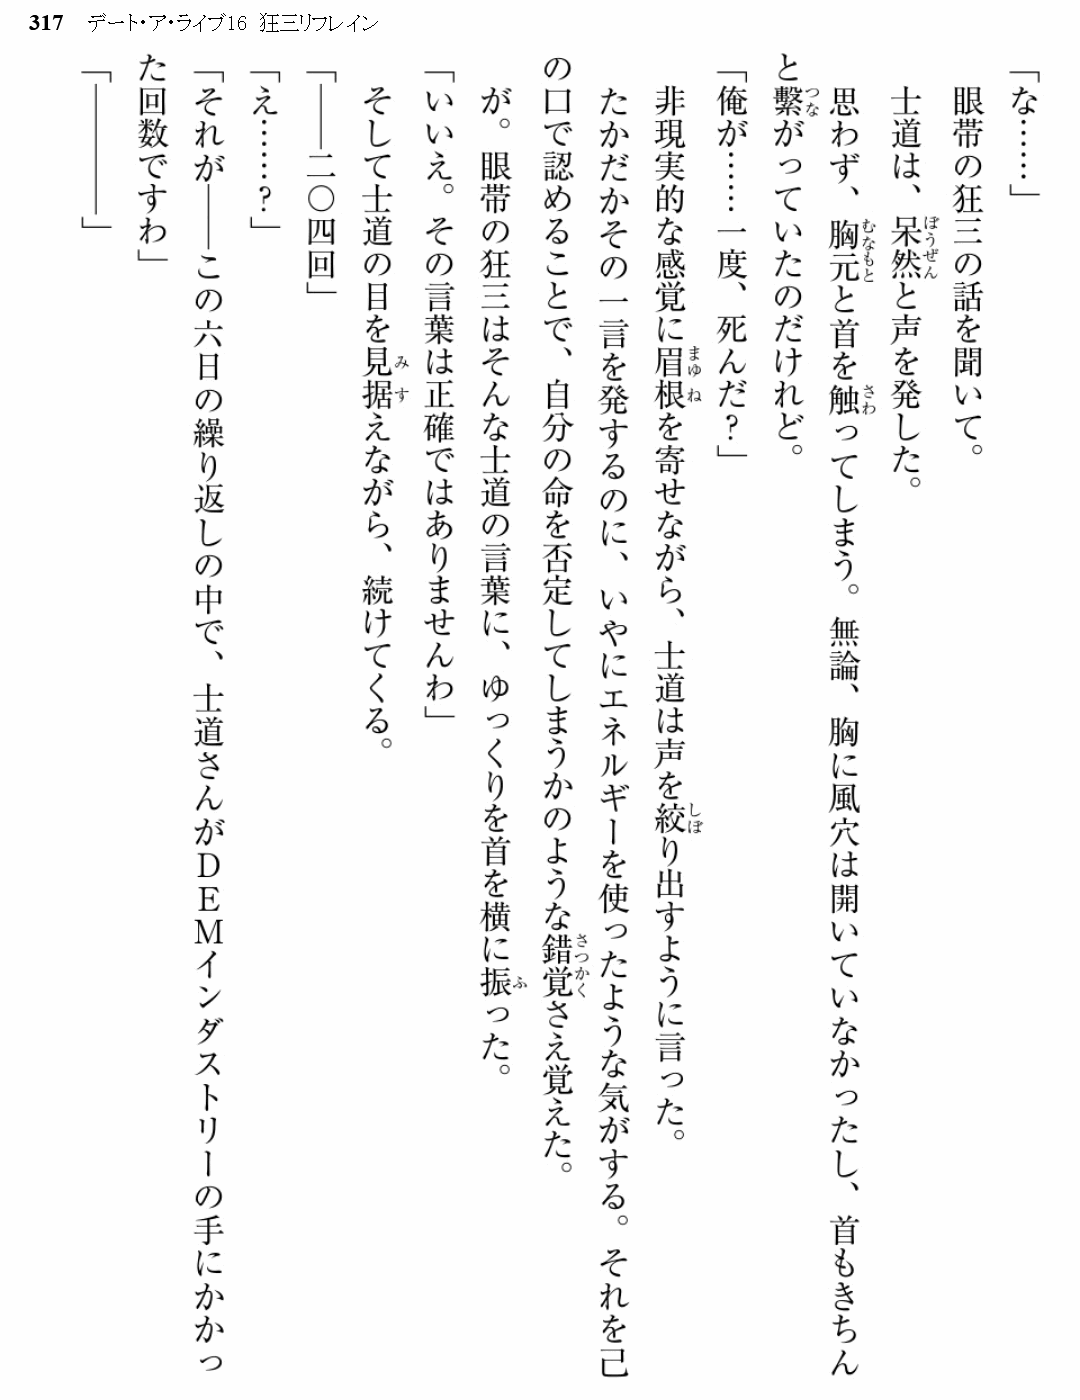 317 デート・ア・ライブ16 狂三リフレイン
「な……」
眼帯の狂三の話を聞いて。
士道は、呆然と声を発した。
思わず、胸元と首を触ってしまう。無論、胸に風穴は開いていなかったし、首もきちん
と繋がっていたのだけれど。
「俺が……一度、死んだ？」
非現実的な感覚に眉根を寄せながら、士道は声を絞り出すように言った。
たかだかその一言を発するのに、いやにエネルギーを使ったような気がする。それを己
の口で認めることで、自分の命を否定してしまうかのような錯覚さえ覚えた。
が。眼帯の狂三はそんな士道の言葉に、ゆっくりを首を横に振った。
「いいえ。その言葉は正確ではありませんわ」
そして士道の目を見据えながら、続けてくる。
「――二〇四回」
「え……？」
「それが――この六日の繰り返しの中で、士道さんがＤＥＭインダストリーの手にかかっ
た回数ですわ」
「――――」